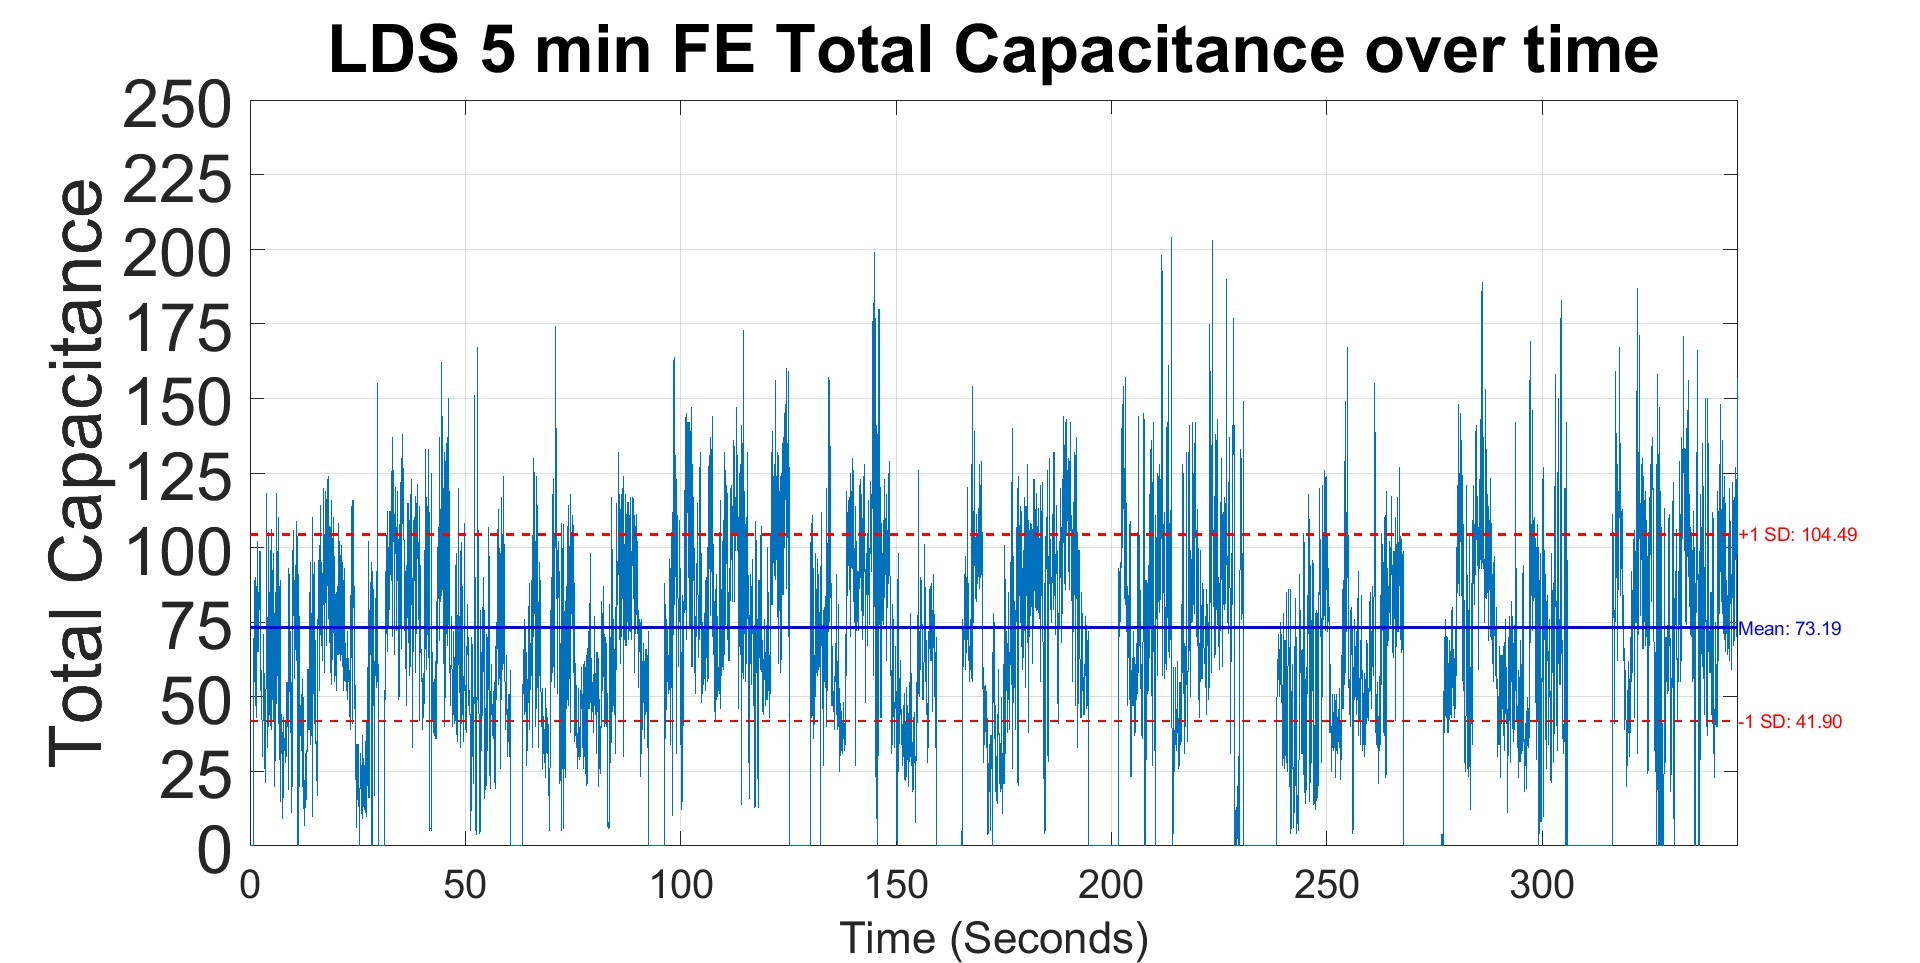 LDS 5 min FE Total Capacitance over time
Total Capacitance
250
225
200
175
150
125
100
75
50
25
0
+1 SD: 104.49
Mean: 73.19
-1 SD: 41.90
0 50 100 150 200 250 300
Time (Seconds)